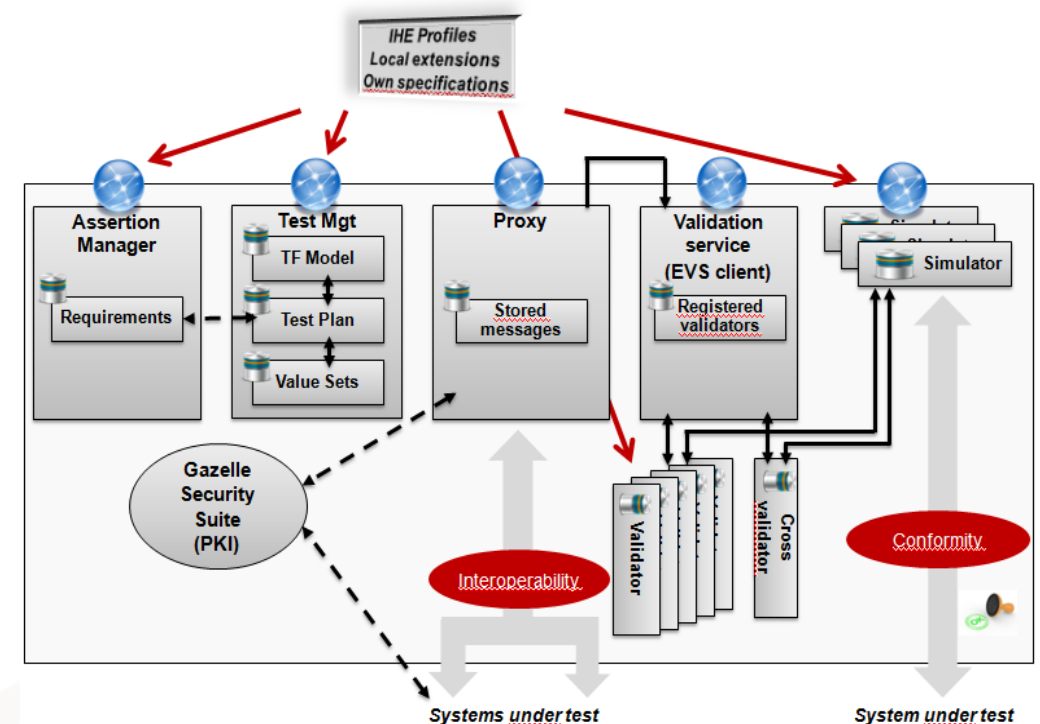 IHE Profiles
Local extensions
Own specifications
Assertion
Manager
Requirements
Test Mgt
TF Model
Test Plan
Value Sets
Proxy
Stored
messages
Validation
service
(EVS client)
Registered
validators
Simulator
Gazelle
Security
Suite
(PKI)
Interoperability
Validator
Cross
validator
Conformity
OK
Systems under test
System under test